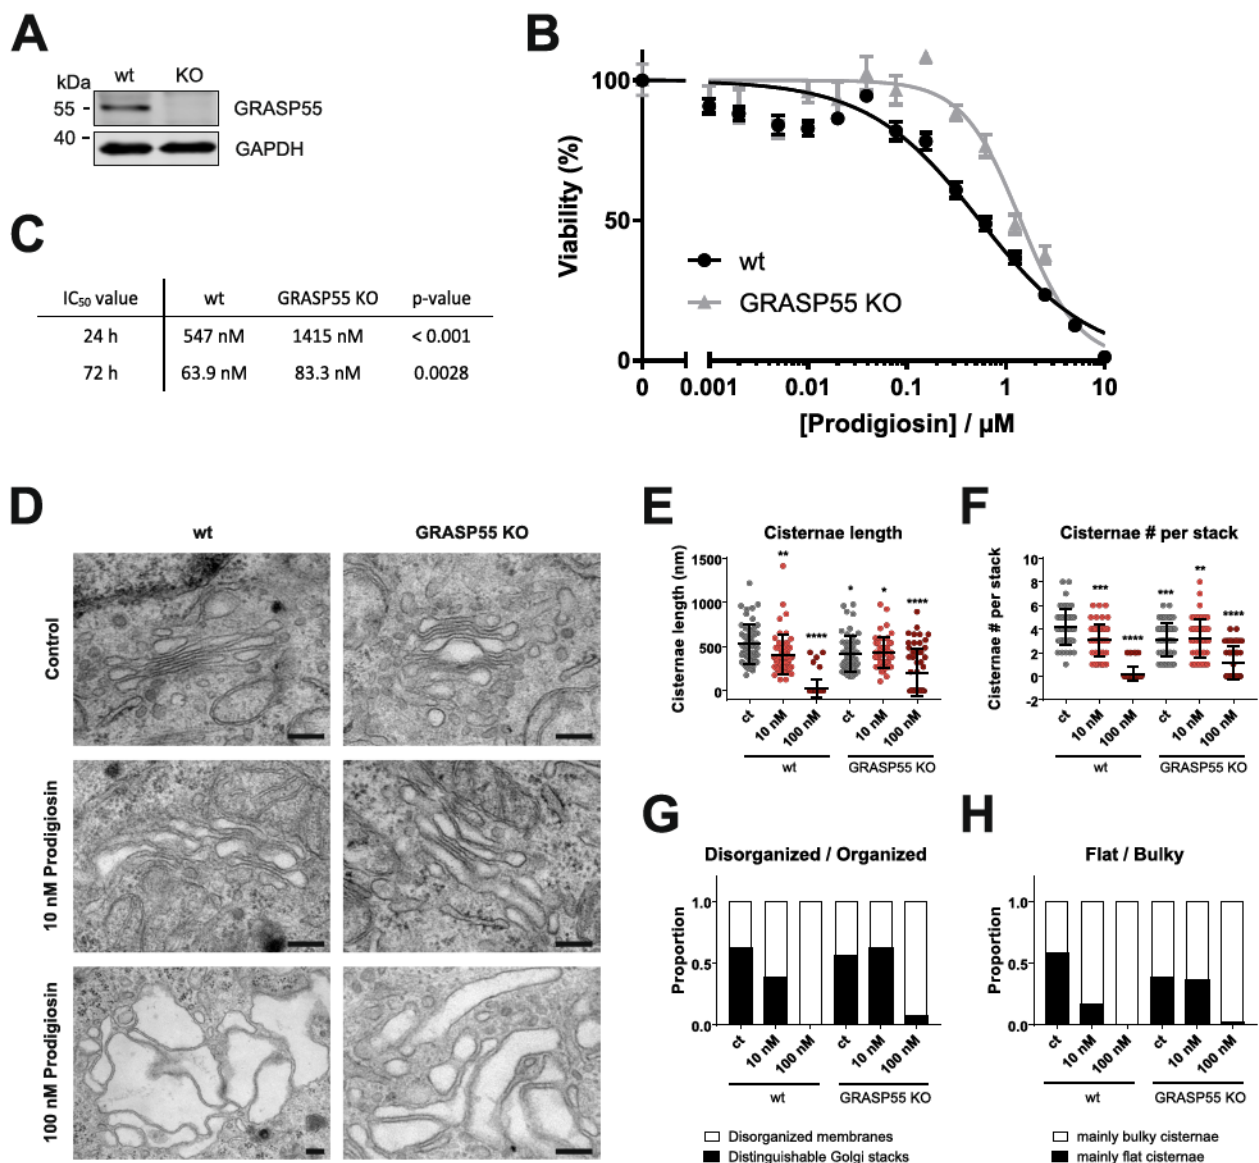 A
wt KO
kDa
55 - GRASP55
40 - GAPDH
B
Viability (%)
100
50
0
wt
GRASP55 KO
0 0.001 0.01 0.1 1 10
[Prodigiosin] / µM
C
IC₅₀ value wt GRASP55 KO p-value
24 h 547 nM 1415 nM < 0.001
72 h 63.9 nM 83.3 nM 0.0028
D
wt GRASP55 KO
Control
10 nM Prodigiosin
100 nM Prodigiosin
E
Cisternae length
Cisternae length (nm)
1500
1000
500
0
** **** * * ****
ct 10 nM 100 nM ct 10 nM 100 nM
wt GRASP55 KO
F
Cisternae # per stack
Cisternae # per stack
10
8
6
4
2
0
-2
*** **** *** ** ****
ct 10 nM 100 nM ct 10 nM 100 nM
wt GRASP55 KO
G
Disorganized / Organized
Proportion
1.0
0.5
0.0
ct 10 nM 100 nM ct 10 nM 100 nM
wt GRASP55 KO
Disorganized membranes
Distinguishable Golgi stacks
H
Flat / Bulky
Proportion
1.0
0.5
0.0
ct 10 nM 100 nM ct 10 nM 100 nM
wt GRASP55 KO
mainly bulky cisternae
mainly flat cisternae